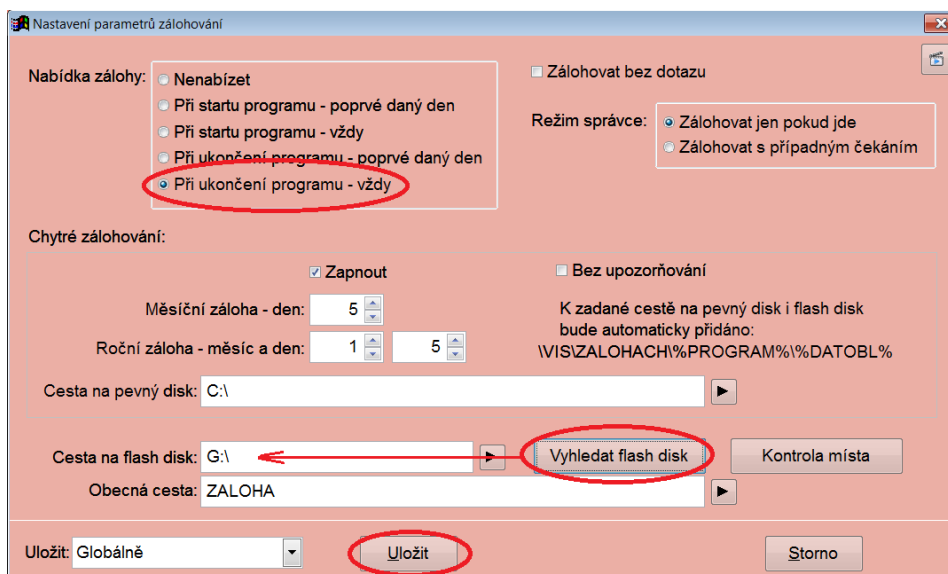 Nastavení parametrů zálohování
Nabídka zálohy:
Nenabízet
Při startu programu - poprvé daný den
Při startu programu - vždy
Při ukončení programu - poprvé daný den
Při ukončení programu - vždy
Zálohovat bez dotazu
Režim správce:
Zálohovat jen pokud jde
Zálohovat s případným čekáním
Chytré zálohování:
Zapnout
Bez upozorňování
Měsíční záloha - den: 5
Roční záloha - měsíc a den: 1 5
K zadané cestě na pevný disk i flash disk
bude automaticky přidáno:
\VIS\ZALOHACH\%PROGRAM%\%DATOBL%
Cesta na pevný disk: C:\
Cesta na flash disk: G:\ Vyhledat flash disk Kontrola místa
Obecná cesta: ZALOHA
Uložit: Globálně Uložit Storno